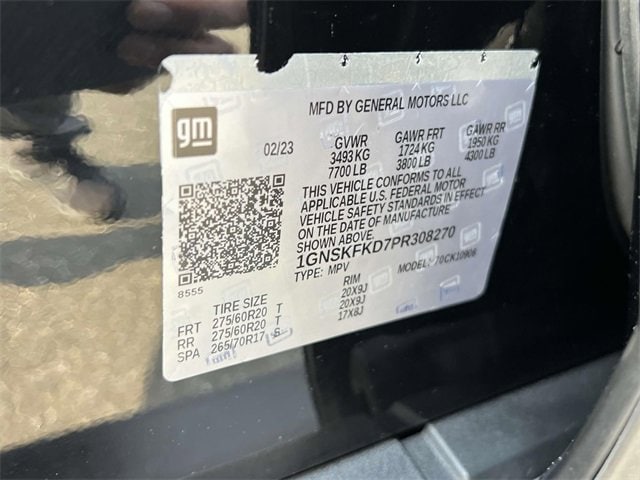 MFD BY GENERAL MOTORS LLC
gm
02/23
GVWR GAWR FRT GAWR RR
3493 KG 1724 KG 1950 KG
7700 LB 3800 LB 4300 LB
THIS VEHICLE CONFORMS TO ALL
APPLICABLE U.S. FEDERAL MOTOR
VEHICLE SAFETY STANDARDS IN EFFECT
ON THE DATE OF MANUFACTURE
SHOWN ABOVE.
1GNSKFKD7PR308270
TYPE: MPV MODEL: 70CK10906
8555
TIRE SIZE RIM
FRT 275/60R20 T 20X9J
RR 275/60R20 T 20X9J
SPA 265/70R17 S 17X8J